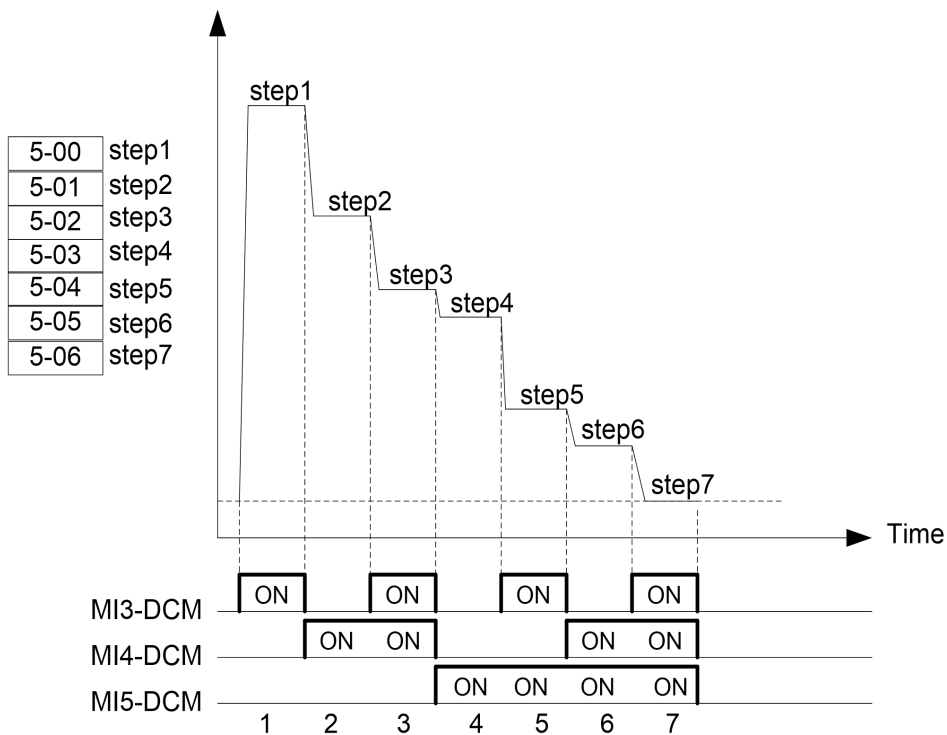 step1
5-00 step1
5-01 step2
5-02 step3
5-03 step4
5-04 step5
5-05 step6
5-06 step7
step2
step3
step4
step5
step6
step7
Time
MI3-DCM ON ON ON ON
MI4-DCM ON ON ON ON
MI5-DCM ON ON ON ON
1 2 3 4 5 6 7